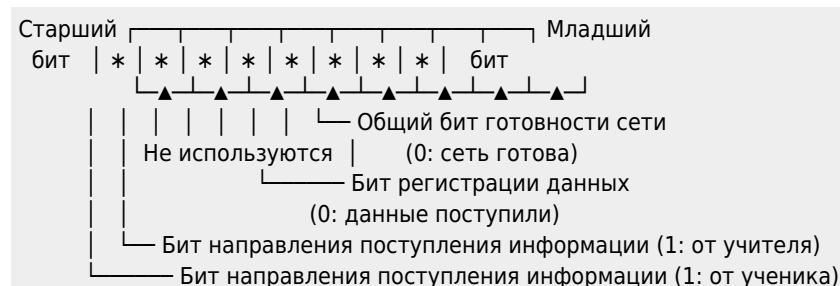 Старший ┌──┬──┬──┬──┬──┬──┬──┬──┐ Младший
бит │ * │ * │ * │ * │ * │ * │ * │ * │ бит
└─▲─┴─▲─┴─▲─┴─▲─┴─▲─┴─▲─┴─▲─┴─▲─┘
│ │ │ │ │ │ │ └── Общий бит готовности сети
│ │ Не используются │ (0: сеть готова)
│ │ └────── Бит регистрации данных
│ │ (0: данные поступили)
│ └── Бит направления поступления информации (1: от учителя)
└────── Бит направления поступления информации (1: от ученика)